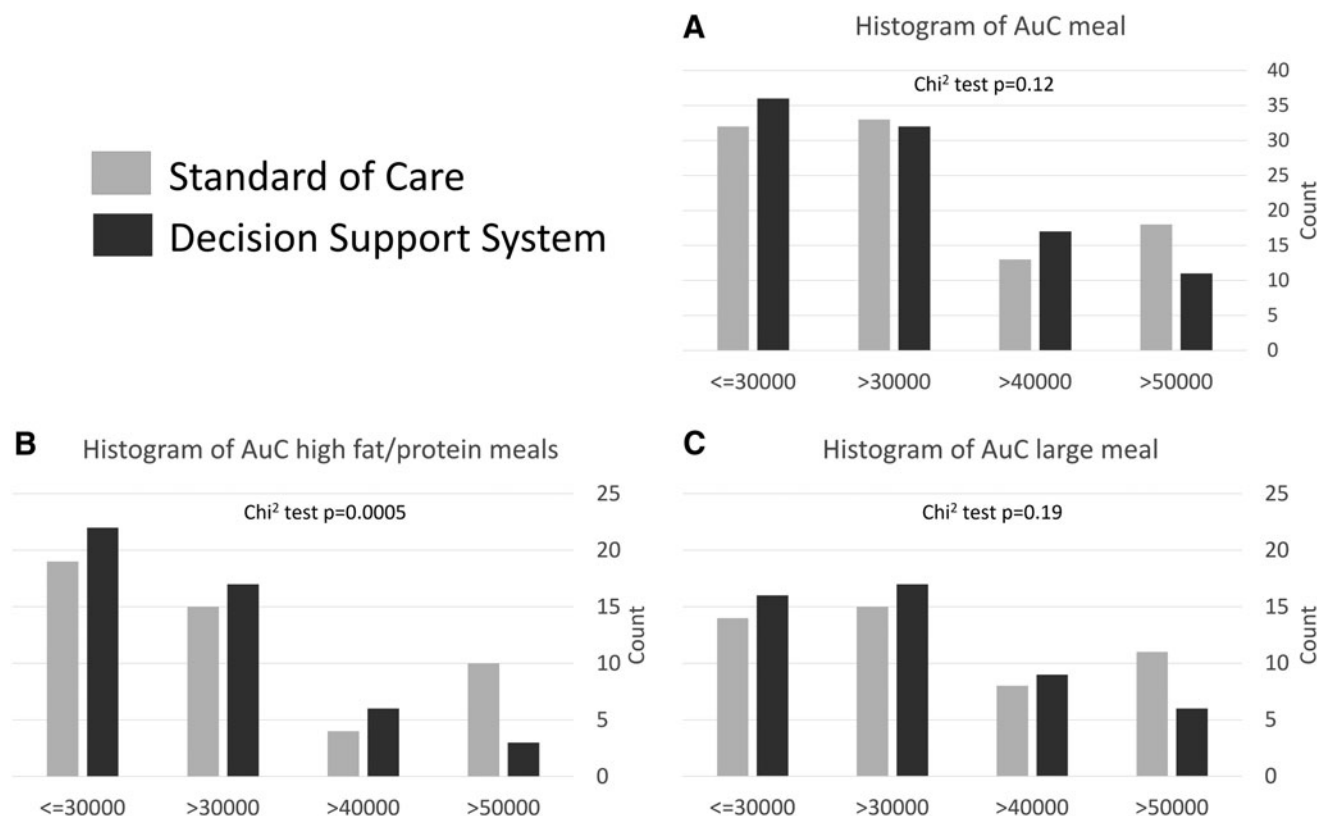 A Histogram of AuC meal
Chi² test p=0.12
40
35
30
25
20
15
10
5
0
Count
<=30000 >30000 >40000 >50000
Standard of Care
Decision Support System
B Histogram of AuC high fat/protein meals
Chi² test p=0.0005
25
20
15
10
5
0
Count
<=30000 >30000 >40000 >50000
C Histogram of AuC large meal
Chi² test p=0.19
25
20
15
10
5
0
Count
<=30000 >30000 >40000 >50000